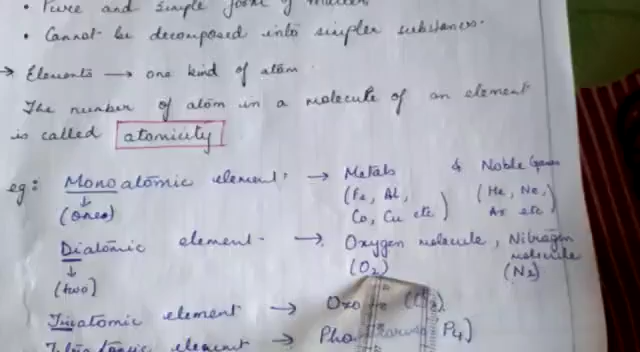 • Pure and simple form of matter
• Cannot be decomposed into simpler substances.
→ Elements → one kind of atom.
The number of atom in a molecule of an element
is called atomicity
eg: Monoatomic element. → Metals & Noble Gases
(one) (Fe, Al, (He, Ne,
Co, Cu etc) Ar etc)
Diatomic element → Oxygen molecule, Nitrogen
molecule
(two) (O2) (N2)
Triatomic element →
element → P4)